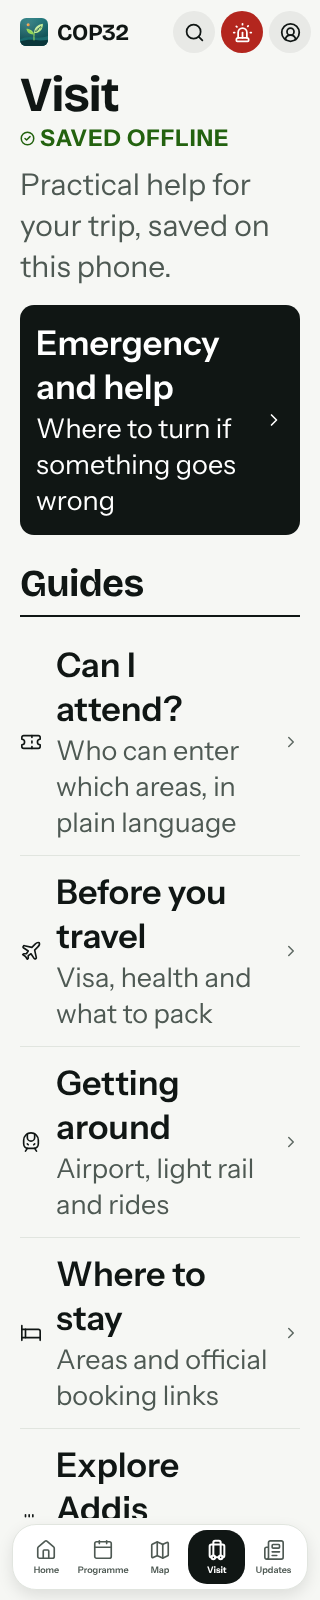 COP32
Visit
SAVED OFFLINE
Practical help for
your trip, saved on
this phone.
Emergency
and help
Where to turn if
something goes
wrong
Guides
Can I
attend?
Who can enter
which areas, in
plain language
Before you
travel
Visa, health and
what to pack
Getting
around
Airport, light rail
and rides
Where to
stay
Areas and official
booking links
Explore
Addis
Home
Programme
Map
Visit
Updates